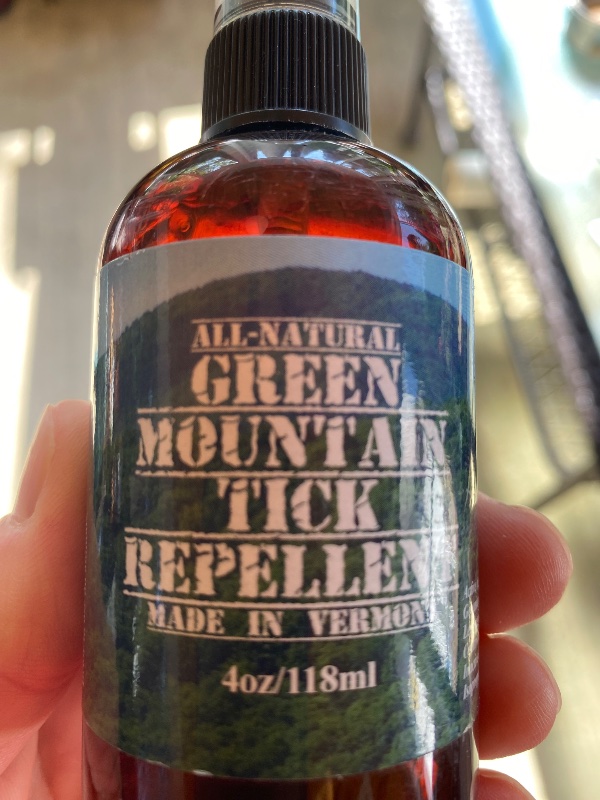 ALL-NATURAL
GREEN
MOUNTAIN
TICK
REPELLENT
MADE IN VERMONT
4oz/118ml